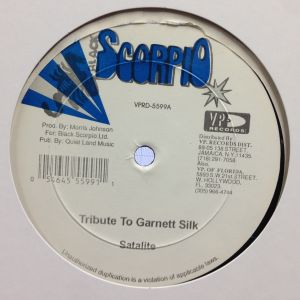 BLACK
SCORPIO
VPRD-5599A
Prod. By: Morris Johnson
For: Black Scorpio Ltd.
Pub. By: Quiet Land Music
0 54645 55991
VP
RECORDS
Distributed By:
VP. RECORDS DIST.
89-05 138 STREET,
JAMAICA, N.Y. 11435.
(718) 291-7058
Also.
VP. OF FLORIDA,
5893 S.W. 21st STREET,
W. HOLLYWOOD,
FL. 33023.
(305) 966-4744
Tribute To Garnett Silk
Satalite
Unauthorized duplication is a violation of applicable laws.